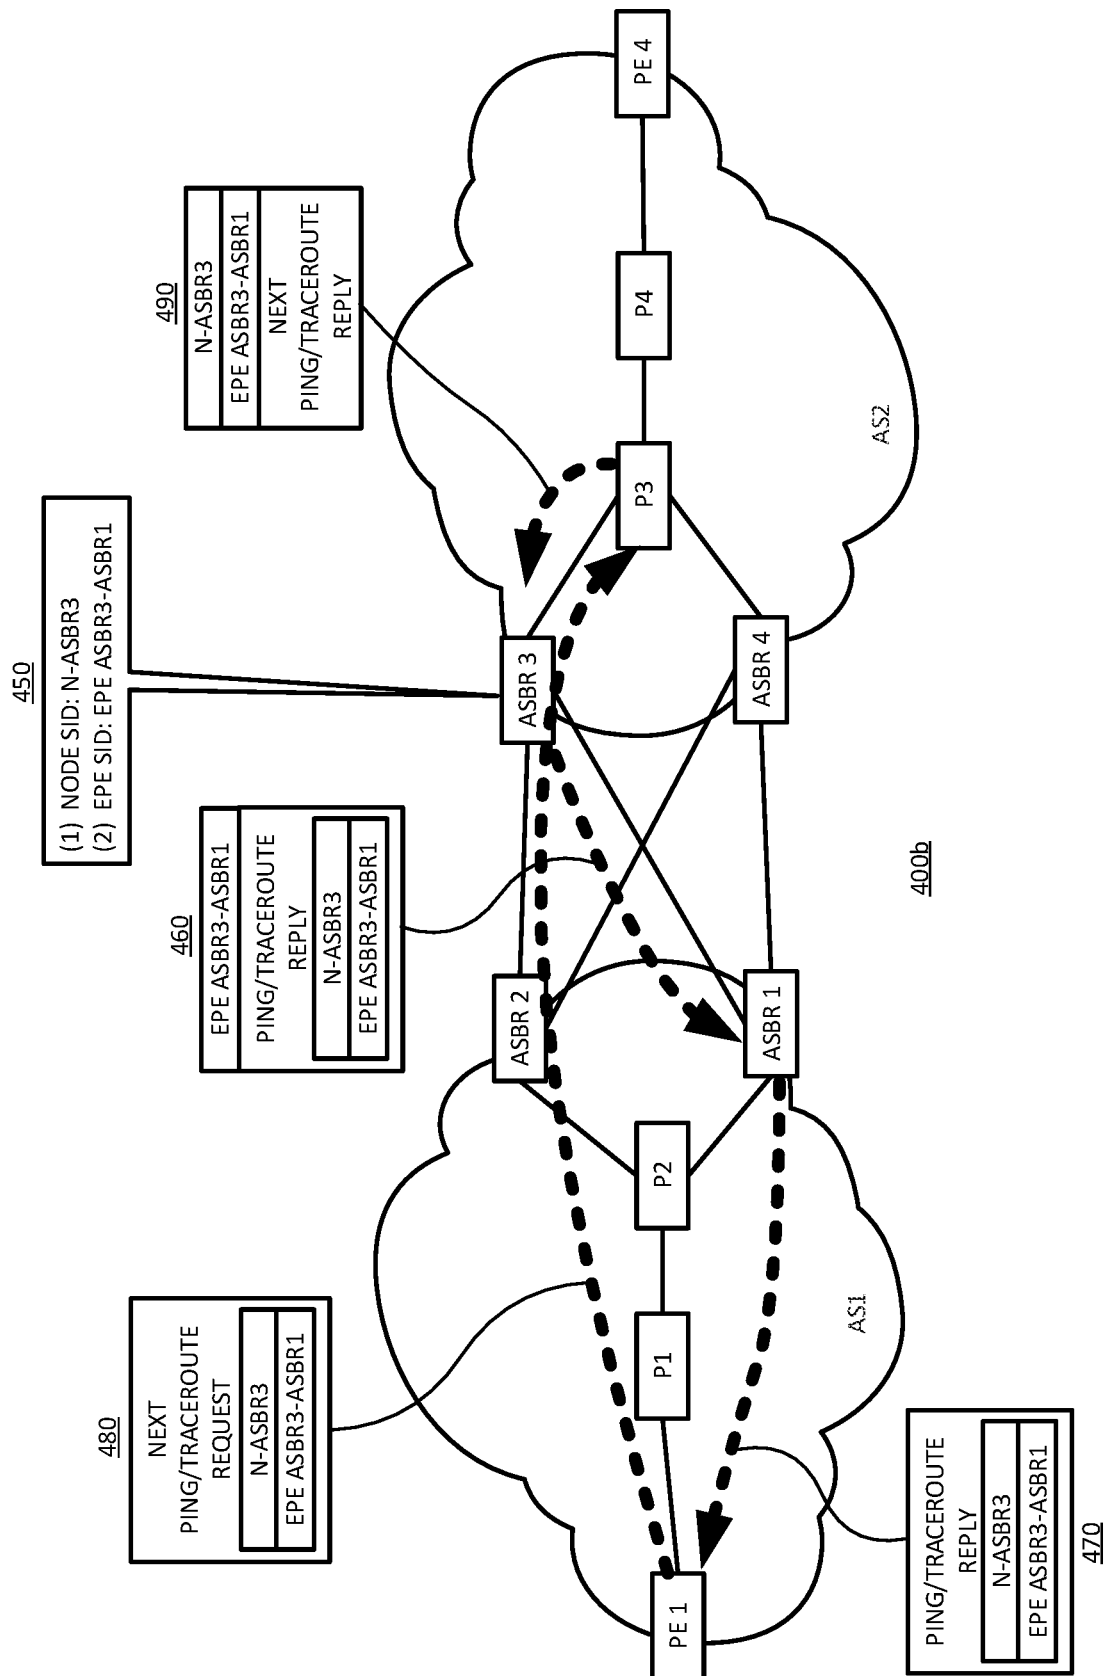 450
(1) NODE SID: N-ASBR3
(2) EPE SID: EPE ASBR3-ASBR1
480
NEXT
PING/TRACEROUTE
REQUEST
N-ASBR3
EPE ASBR3-ASBR1
460
EPE ASBR3-ASBR1
PING/TRACEROUTE
REPLY
N-ASBR3
EPE ASBR3-ASBR1
490
N-ASBR3
EPE ASBR3-ASBR1
NEXT
PING/TRACEROUTE
REPLY
ASBR 2
ASBR 3
PE 1
P1
P2
P3
P4
PE 4
ASBR 1
ASBR 4
AS1
AS2
PING/TRACEROUTE
REPLY
N-ASBR3
EPE ASBR3-ASBR1
470
400b